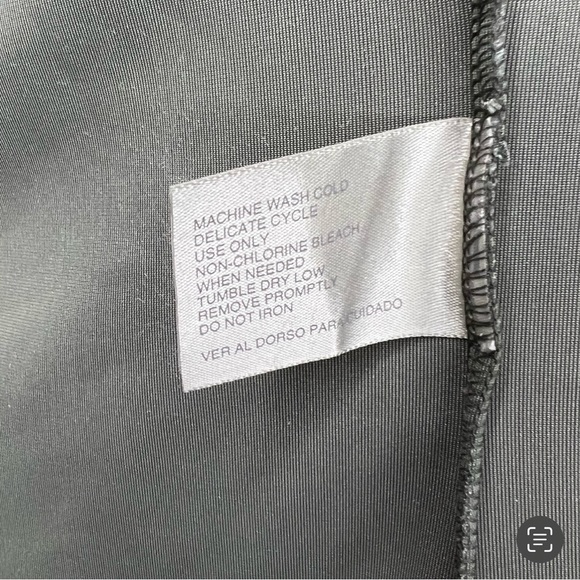 MACHINE WASH COLD
DELICATE CYCLE
USE ONLY
NON-CHLORINE BLEACH
WHEN NEEDED
TUMBLE DRY LOW
REMOVE PROMPTLY
DO NOT IRON
VER AL DORSO PARA CUIDADO